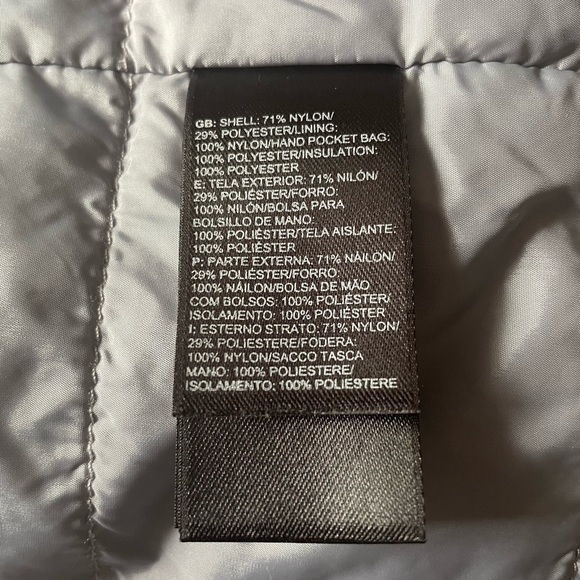 GB: SHELL: 71% NYLON/
29% POLYESTER/LINING:
100% NYLON/HAND POCKET BAG:
100% POLYESTER/INSULATION:
100% POLYESTER
E: TELA EXTERIOR: 71% NILÓN/
29% POLIÉSTER/FORRO:
100% NILÓN/BOLSA PARA
BOLSILLO DE MANO:
100% POLIÉSTER/TELA AISLANTE:
100% POLIÉSTER
P: PARTE EXTERNA: 71% NÁILON/
29% POLIÉSTER/FORRO:
100% NÁILON/BOLSA DE MÃO
COM BOLSOS: 100% POLIÉSTER/
ISOLAMENTO: 100% POLIÉSTER
I: ESTERNO STRATO: 71% NYLON/
29% POLIESTERE/FODERA:
100% NYLON/SACCO TASCA
MANO: 100% POLIESTERE/
ISOLAMENTO: 100% POLIESTERE